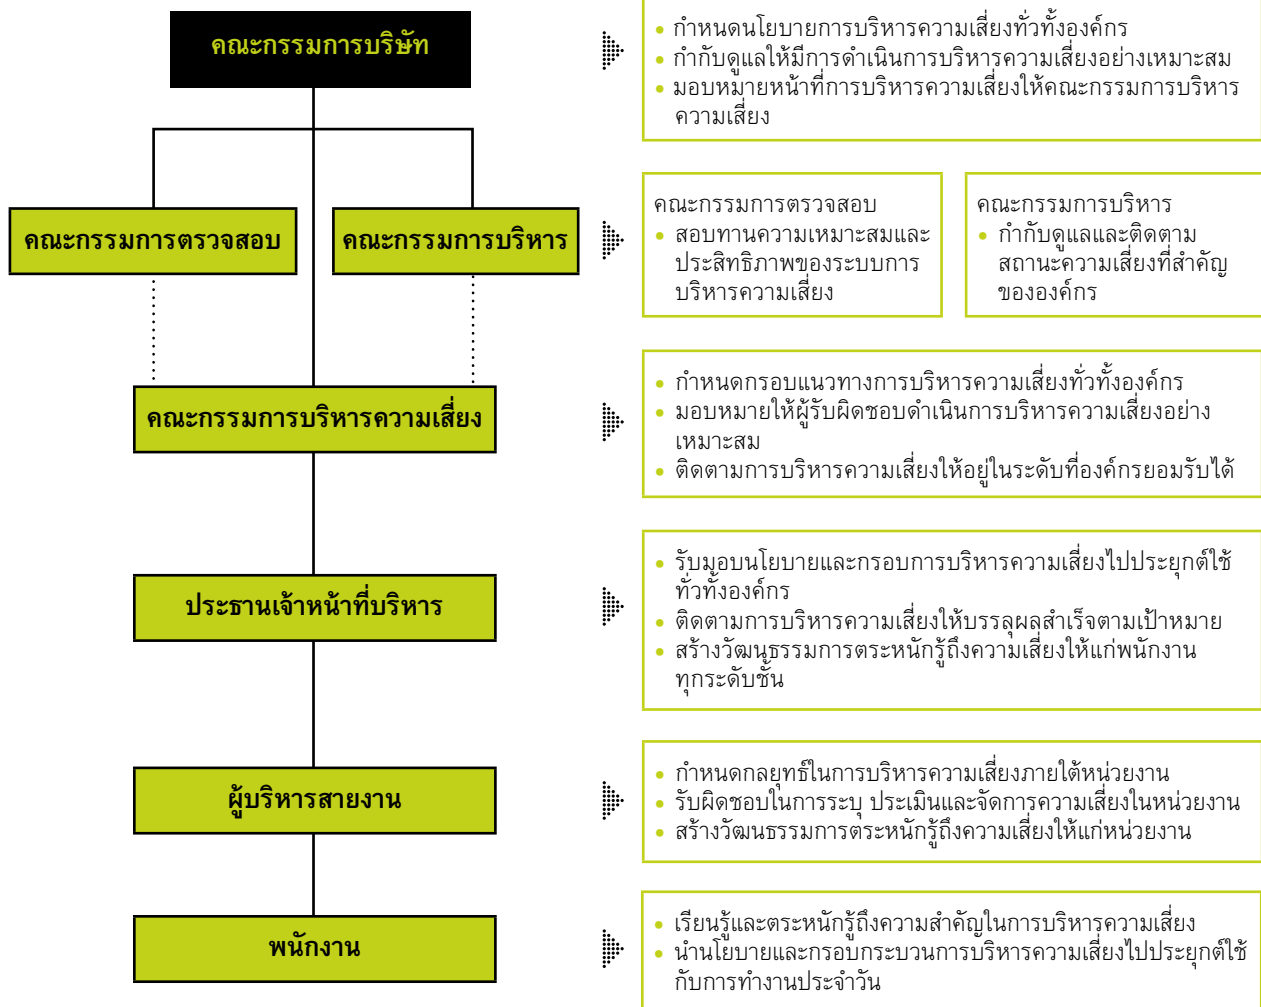 คณะกรรมการบริษัท
• กำหนดนโยบายการบริหารความเสี่ยงทั่วทั้งองค์กร
• กำกับดูแลให้มีการดำเนินการบริหารความเสี่ยงอย่างเหมาะสม
• มอบหมายหน้าที่การบริหารความเสี่ยงให้คณะกรรมการบริหาร
ความเสี่ยง
คณะกรรมการตรวจสอบ
คณะกรรมการบริหาร
คณะกรรมการตรวจสอบ
• สอบทานความเหมาะสมและ
ประสิทธิภาพของระบบการ
บริหารความเสี่ยง
คณะกรรมการบริหาร
• กำกับดูแลและติดตาม
สถานะความเสี่ยงที่สำคัญ
ขององค์กร
คณะกรรมการบริหารความเสี่ยง
• กำหนดกรอบแนวทางการบริหารความเสี่ยงทั่วทั้งองค์กร
• มอบหมายให้ผู้รับผิดชอบดำเนินการบริหารความเสี่ยงอย่าง
เหมาะสม
• ติดตามการบริหารความเสี่ยงให้อยู่ในระดับที่องค์กรยอมรับได้
ประธานเจ้าหน้าที่บริหาร
• รับมอบนโยบายและกรอบการบริหารความเสี่ยงไปประยุกต์ใช้
ทั่วทั้งองค์กร
• ติดตามการบริหารความเสี่ยงให้บรรลุผลสำเร็จตามเป้าหมาย
• สร้างวัฒนธรรมการตระหนักรู้ถึงความเสี่ยงให้แก่พนักงาน
ทุกระดับชั้น
ผู้บริหารสายงาน
• กำหนดกลยุทธ์ในการบริหารความเสี่ยงภายใต้หน่วยงาน
• รับผิดชอบในการระบุ ประเมินและจัดการความเสี่ยงในหน่วยงาน
• สร้างวัฒนธรรมการตระหนักรู้ถึงความเสี่ยงให้แก่หน่วยงาน
พนักงาน
• เรียนรู้และตระหนักรู้ถึงความสำคัญในการบริหารความเสี่ยง
• นำนโยบายและกรอบกระบวนการบริหารความเสี่ยงไปประยุกต์ใช้
กับการทำงานประจำวัน